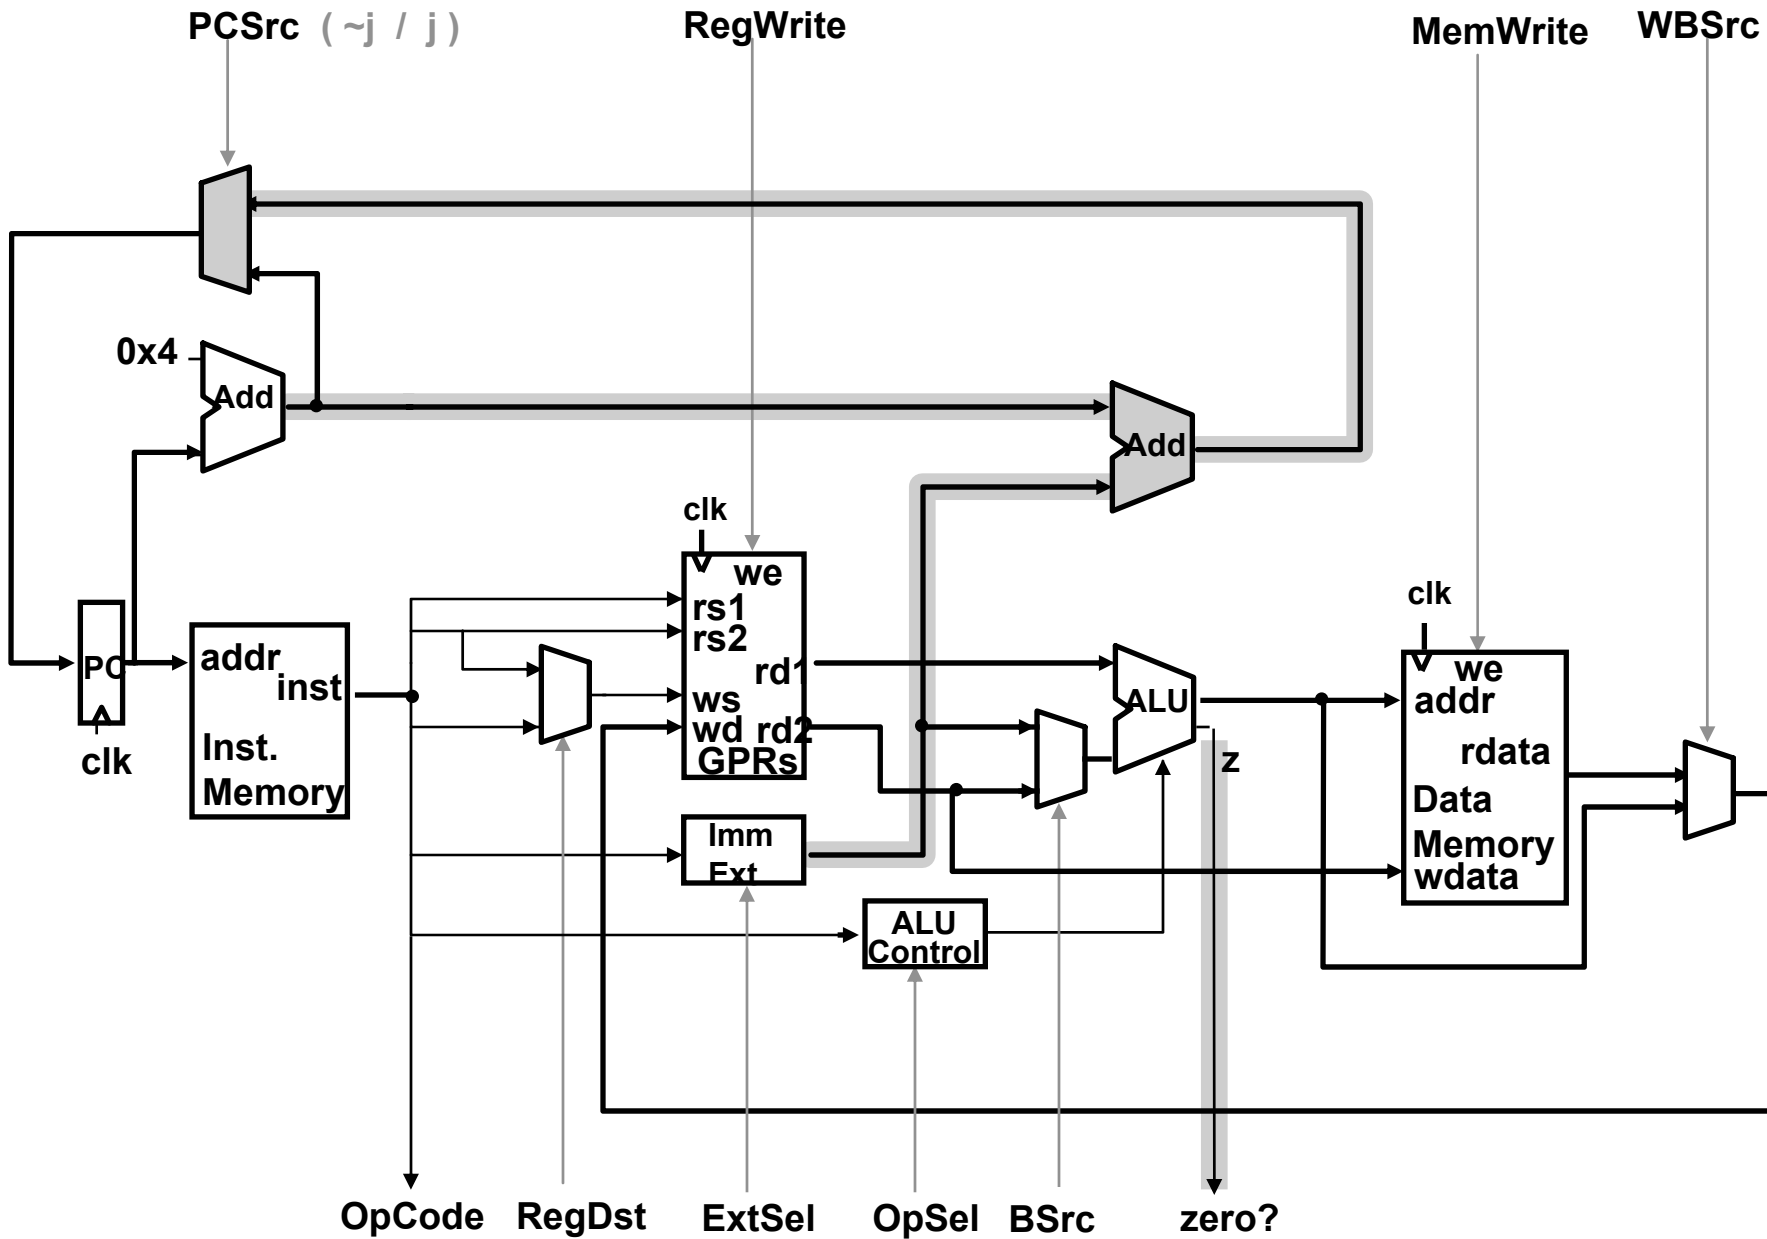 PCSrc ( ~j / j )
RegWrite
MemWrite
WBSrc
0x4
Add
Add
clk
we
rs1
rs2
rd1
ws
wd rd2
GPRs
PC
clk
addr
inst
Inst.
Memory
Imm
Ext
ALU
Control
ALU
z
clk
we
addr
rdata
Data
Memory
wdata
OpCode
RegDst
ExtSel
OpSel
BSrc
zero?